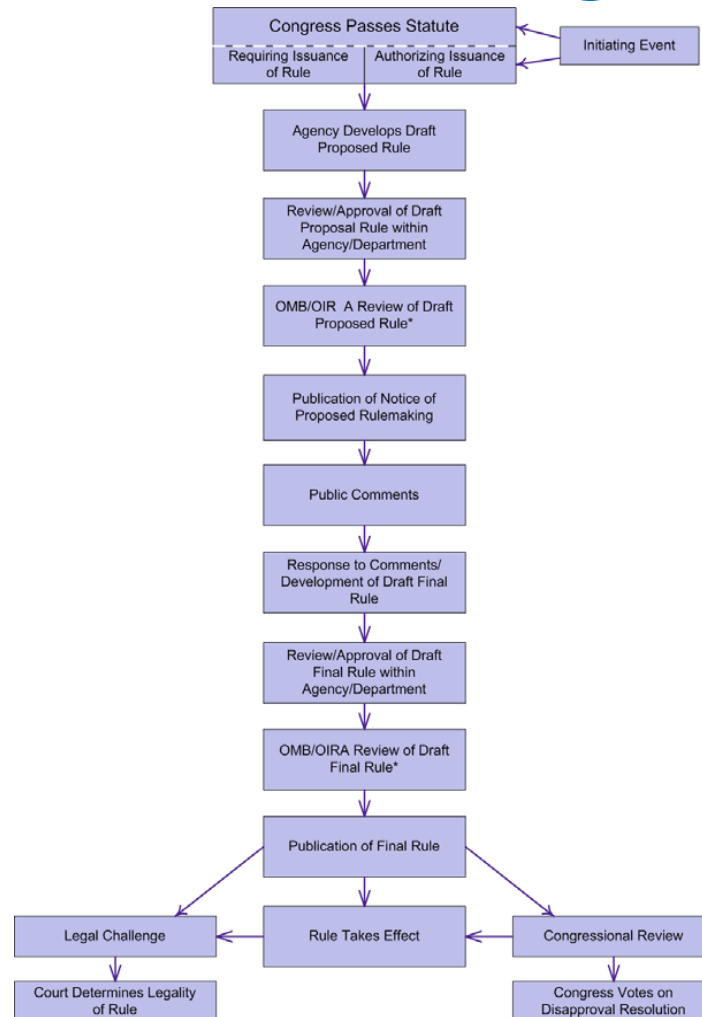 Congress Passes Statute
Requiring Issuance
of Rule
Authorizing Issuance
of Rule
Initiating Event
Agency Develops Draft
Proposed Rule
Review/Approval of Draft
Proposal Rule within
Agency/Department
OMB/OIR A Review of Draft
Proposed Rule*
Publication of Notice of
Proposed Rulemaking
Public Comments
Response to Comments/
Development of Draft Final
Rule
Review/Approval of Draft
Final Rule within
Agency/Department
OMB/OIRA Review of Draft
Final Rule*
Publication of Final Rule
Legal Challenge
Rule Takes Effect
Congressional Review
Court Determines Legality
of Rule
Congress Votes on
Disapproval Resolution